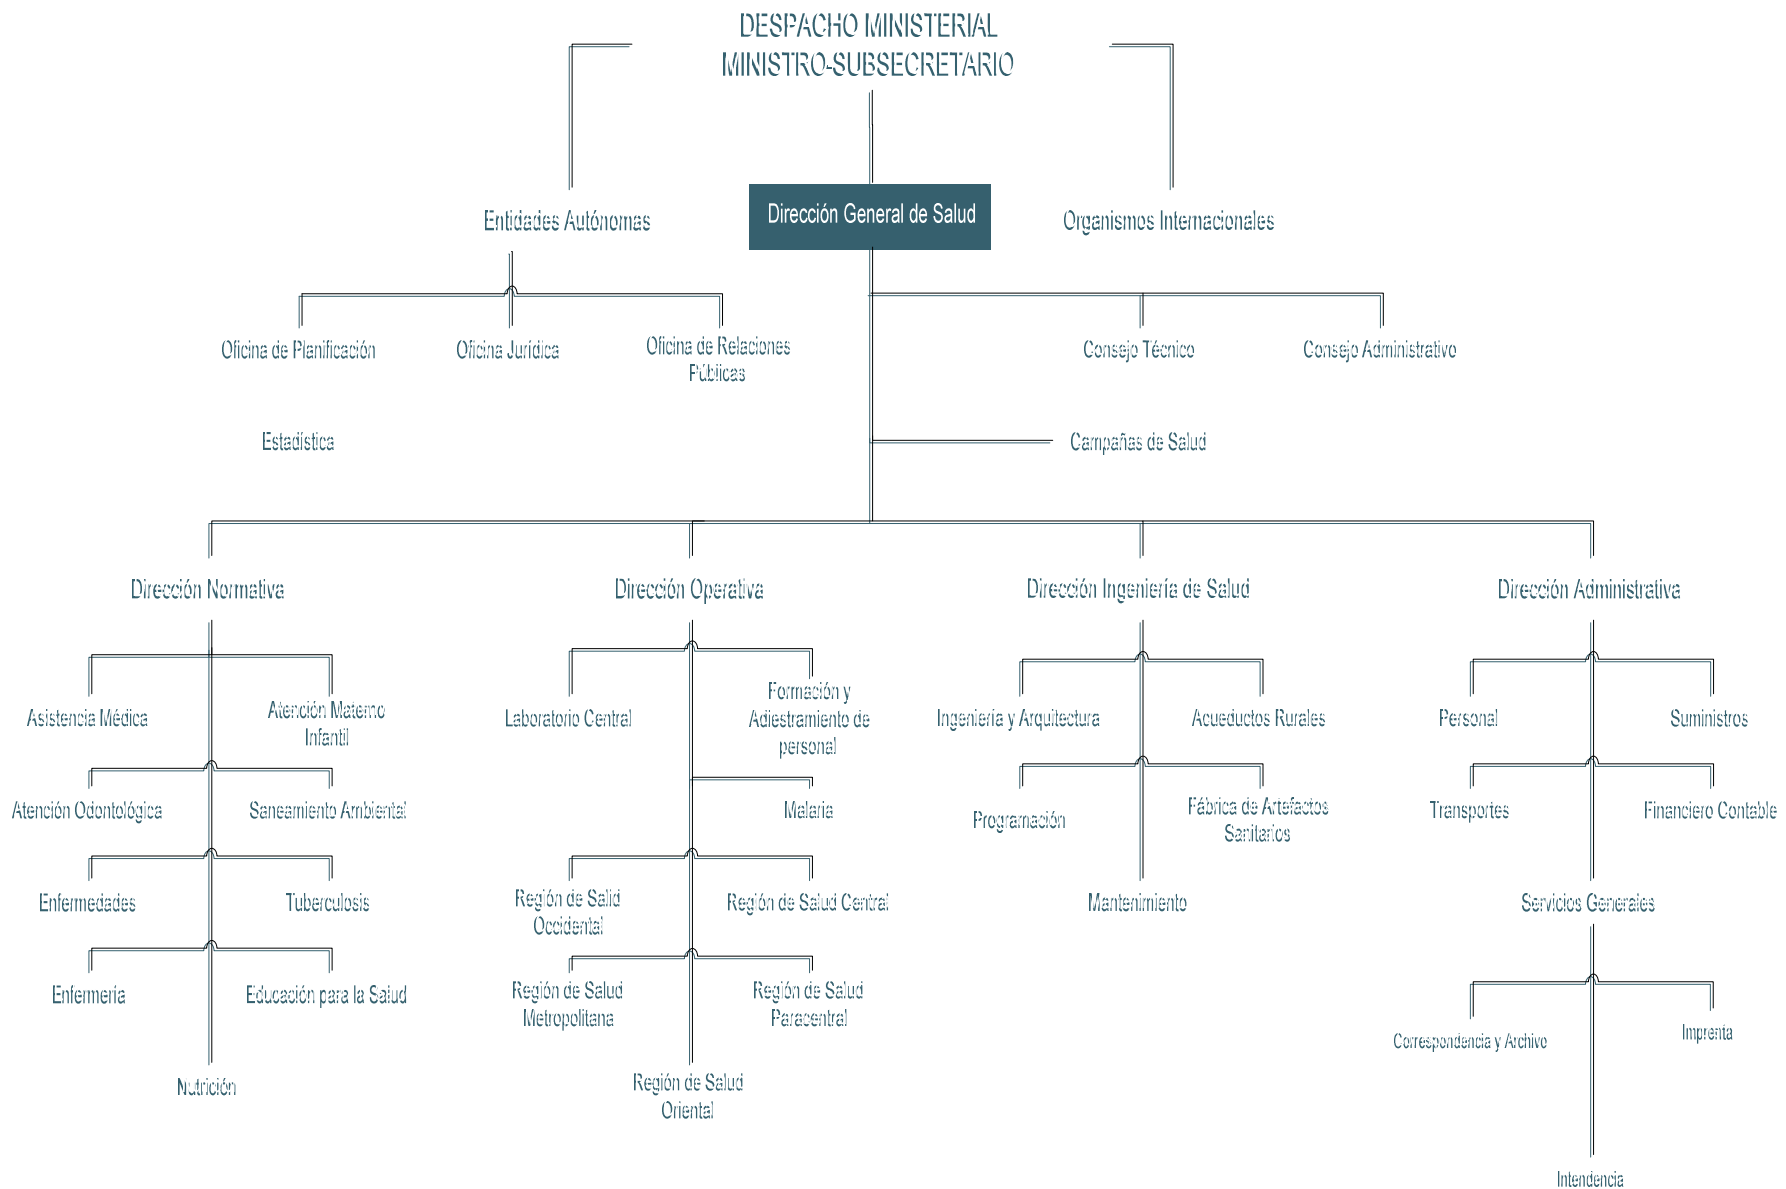 DESPACHO MINISTERIAL
MINISTRO-SUBSECRETARIO
Entidades Autónomas
Dirección General de Salud
Organismos Internacionales
Oficina de Planificación
Oficina Jurídica
Oficina de Relaciones
Públicas
Consejo Técnico
Consejo Administrativo
Estadística
Campañas de Salud
Dirección Normativa
Dirección Operativa
Dirección Ingeniería de Salud
Dirección Administrativa
Asistencia Médica
Atención Materno
Infantil
Laboratorio Central
Formación y
Adiestramiento de
personal
Ingeniería y Arquitectura
Acueductos Rurales
Personal
Suministros
Atención Odontológica
Saneamiento Ambiental
Malaria
Programación
Fábrica de Artefactos
Sanitarios
Transportes
Financiero Contable
Enfermedades
Tuberculosis
Región de Salid
Occidental
Región de Salud Central
Mantenimiento
Servicios Generales
Enfermería
Educación para la Salud
Región de Salud
Metropolitana
Región de Salud
Paracentral
Correspondencia y Archivo
Imprenta
Nutrición
Región de Salud
Oriental
Intendencia